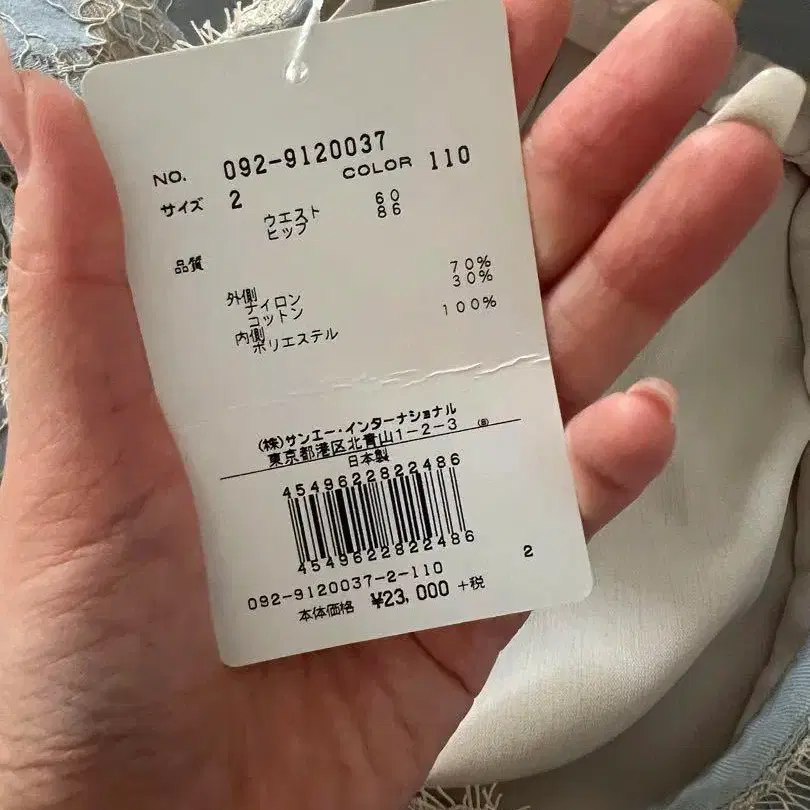 NO. 092-9120037
COLOR 110
サイズ 2
ウエスト 60
ヒップ 86
品質
外側
ナイロン 70%
コットン 30%
内側
ポリエステル 100%
(株)サンエー・インターナショナル
東京都港区北青山1-2-3
日本製
4549622822486
4549622822486
092-9120037-2-110
2
本体価格 ¥23,000 +税